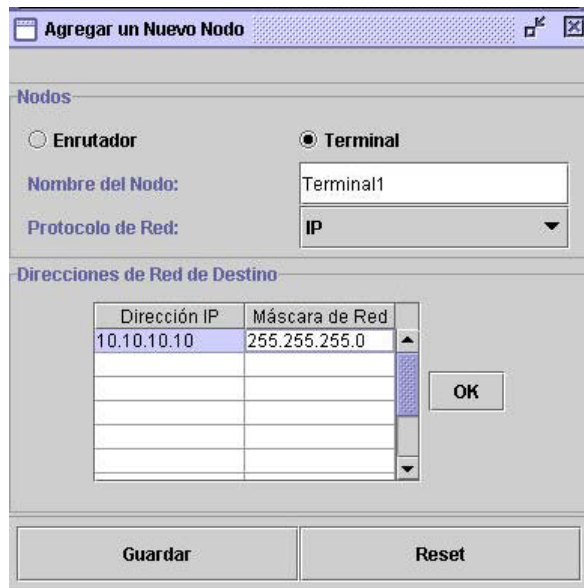 Agregar un Nuevo Nodo
Nodos
Enrutador Terminal
Nombre del Nodo: Terminal1
Protocolo de Red: IP
Direcciones de Red de Destino
Dirección IP Máscara de Red
10.10.10.10 255.255.255.0
OK
Guardar Reset